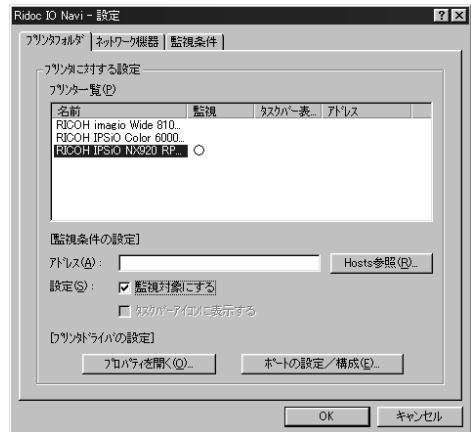 Ridoc IO Navi - 設定
ﾌﾟﾘﾝﾀﾌｫﾙﾀﾞ ﾈｯﾄﾜｰｸ機器 監視条件
ﾌﾟﾘﾝﾀに対する設定
ﾌﾟﾘﾝﾀ一覧(P)
名前 監視 ﾀｽｸﾊﾞｰ表... ｱﾄﾞﾚｽ
RICOH imagio Wide 810...
RICOH IPSiO Color 6000...
RICOH IPSiO NX920 RP... ○
[監視条件の設定]
ｱﾄﾞﾚｽ(A): Hosts参照(R)...
設定(S): 監視対象にする
ﾀｽｸﾊﾞｰｱｲｺﾝに表示する
[ﾌﾟﾘﾝﾀﾄﾞﾗｲﾊﾞの設定]
ﾌﾟﾛﾊﾟﾃｨを開く(O)... ﾎﾟｰﾄの設定／構成(E)...
OK ｷｬﾝｾﾙ